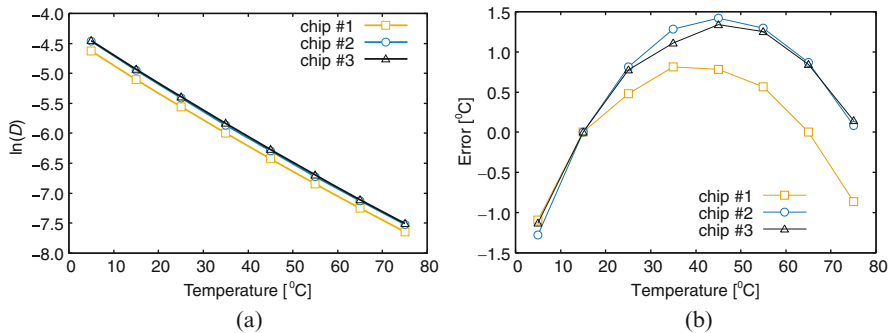 ln(D)
-4.0
-4.5
-5.0
-5.5
-6.0
-6.5
-7.0
-7.5
-8.0
chip #1
chip #2
chip #3
0 10 20 30 40 50 60 70 80
Temperature [⁰C]
(a)
Error [⁰C]
1.5
1.0
0.5
0.0
-0.5
-1.0
-1.5
chip #1
chip #2
chip #3
0 10 20 30 40 50 60 70 80
Temperature [⁰C]
(b)